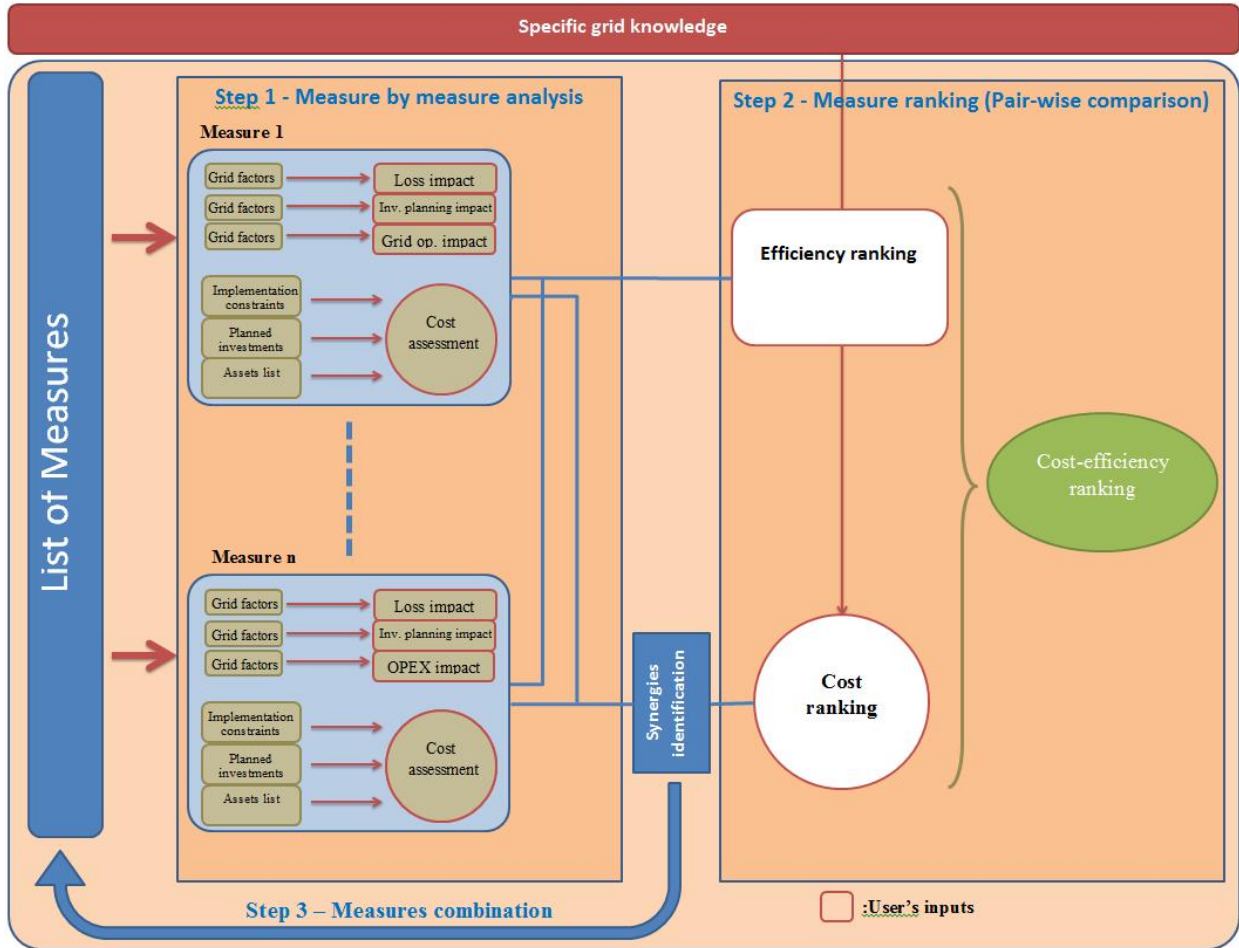 Specific grid knowledge
List of Measures
Step 1 - Measure by measure analysis
Measure 1
Grid factors
Loss impact
Grid factors
Inv. planning impact
Grid factors
Grid op. impact
Implementation
constraints
Planned
investments
Assets list
Cost
assessment
Measure n
Grid factors
Loss impact
Grid factors
Inv. planning impact
Grid factors
OPEX impact
Implementation
constraints
Planned
investments
Assets list
Cost
assessment
Synergies
identification
Step 2 - Measure ranking (Pair-wise comparison)
Efficiency ranking
Cost
ranking
Cost-efficiency
ranking
Step 3 – Measures combination
:User's inputs